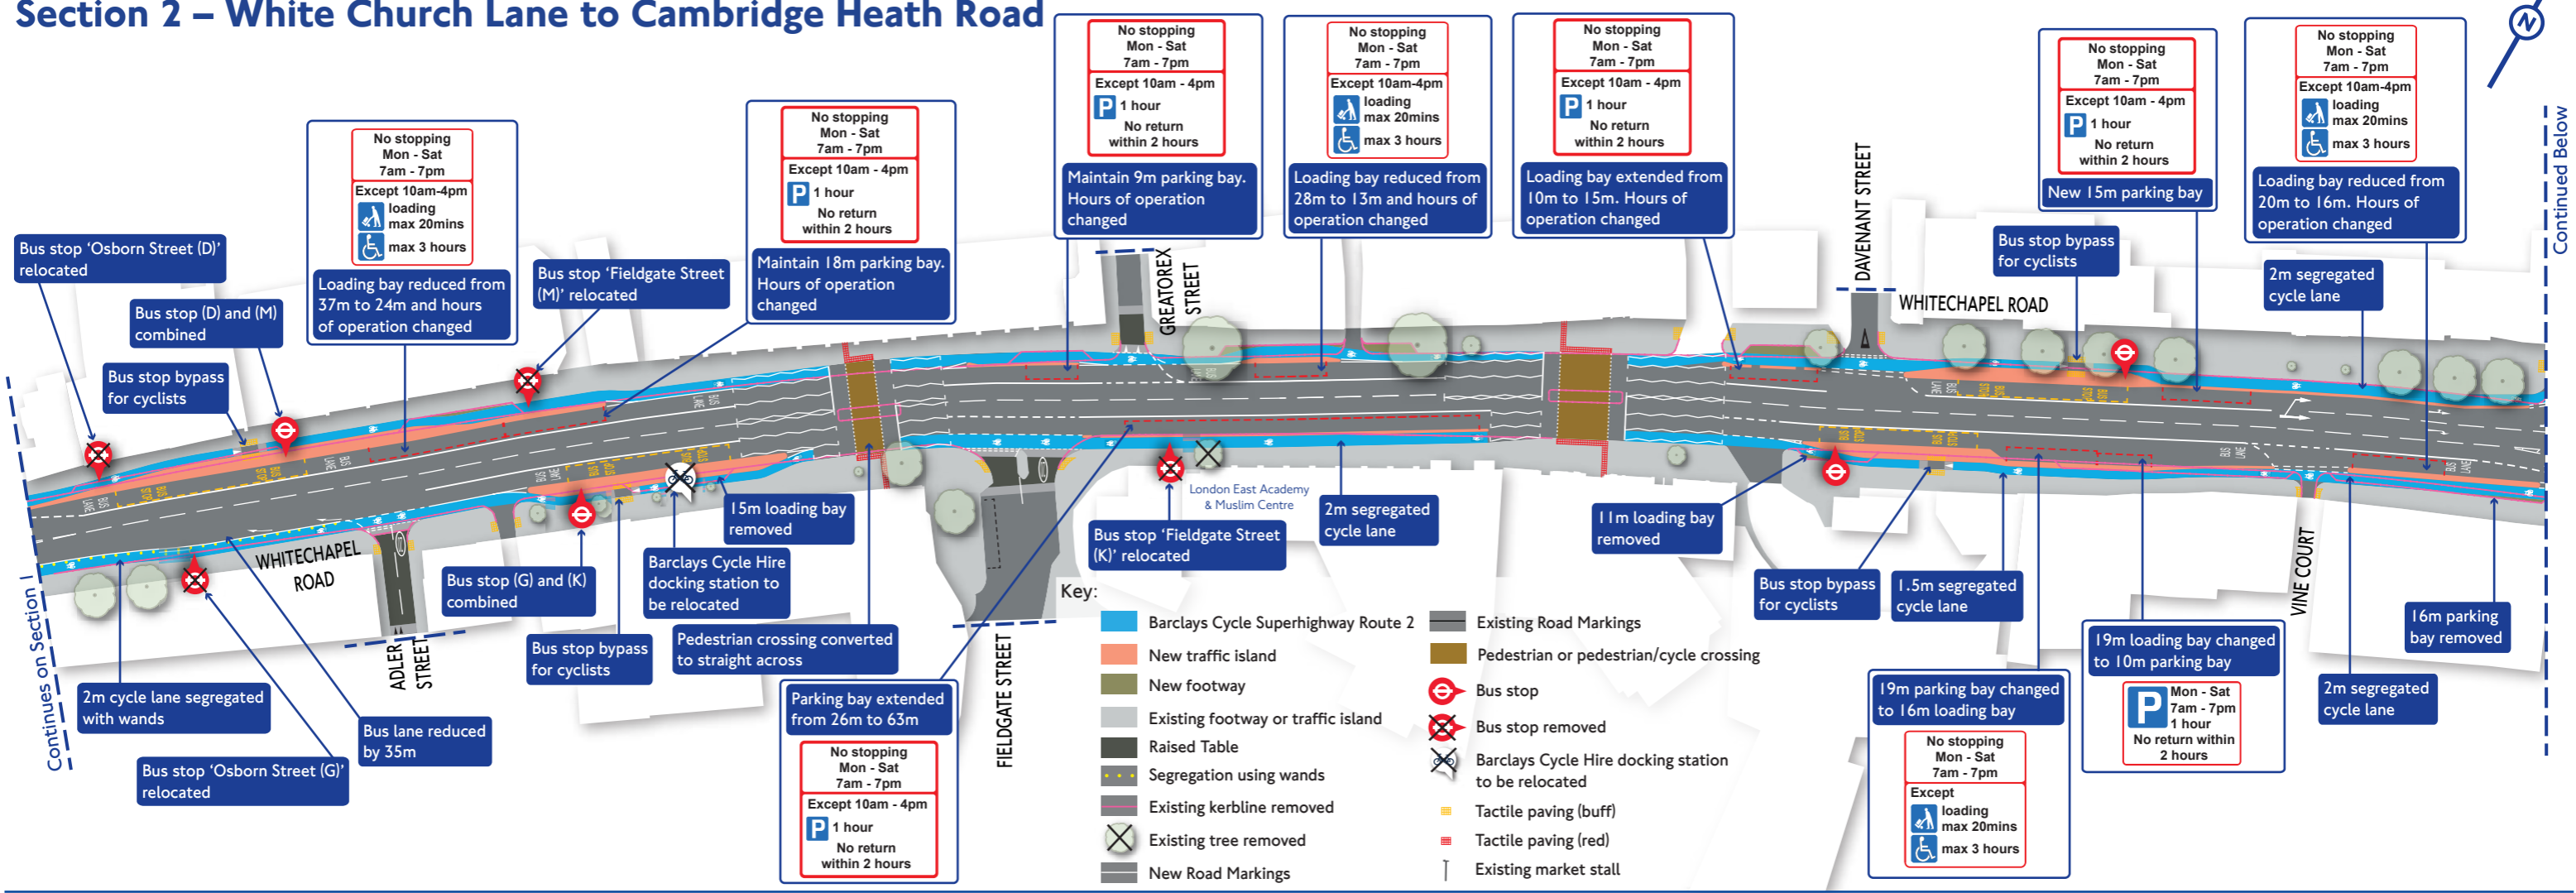 Section 2 – White Church Lane to Cambridge Heath Road
N
Continued Below
Continues on Section 1
Bus stop ‘Osborn Street (D)’
relocated
Bus stop (D) and (M)
combined
Bus stop bypass
for cyclists
No stopping
Mon - Sat
7am - 7pm
Except 10am-4pm
loading
max 20mins
max 3 hours
Loading bay reduced from
37m to 24m and hours
of operation changed
Bus stop ‘Fieldgate Street
(M)’ relocated
No stopping
Mon - Sat
7am - 7pm
Except 10am - 4pm
P 1 hour
No return
within 2 hours
Maintain 18m parking bay.
Hours of operation
changed
No stopping
Mon - Sat
7am - 7pm
Except 10am - 4pm
P 1 hour
No return
within 2 hours
Maintain 9m parking bay.
Hours of operation
changed
No stopping
Mon - Sat
7am - 7pm
Except 10am-4pm
loading
max 20mins
max 3 hours
Loading bay reduced from
28m to 13m and hours of
operation changed
No stopping
Mon - Sat
7am - 7pm
Except 10am - 4pm
P 1 hour
No return
within 2 hours
Loading bay extended from
10m to 15m. Hours of
operation changed
Bus stop bypass
for cyclists
No stopping
Mon - Sat
7am - 7pm
Except 10am - 4pm
P 1 hour
No return
within 2 hours
New 15m parking bay
No stopping
Mon - Sat
7am - 7pm
Except 10am-4pm
loading
max 20mins
max 3 hours
Loading bay reduced from
20m to 16m. Hours of
operation changed
2m segregated
cycle lane
GREATOREX
STREET
DAVENANT STREET
WHITECHAPEL ROAD
WHITECHAPEL
ROAD
ADLER
STREET
FIELDGATE STREET
VINE COURT
London East Academy
& Muslim Centre
BUS
LANE
BUS
STOP
2m cycle lane segregated
with wands
Bus stop ‘Osborn Street (G)’
relocated
Bus lane reduced
by 35m
Bus stop (G) and (K)
combined
Bus stop bypass
for cyclists
Barclays Cycle Hire
docking station to
be relocated
15m loading bay
removed
Pedestrian crossing converted
to straight across
Parking bay extended
from 26m to 63m
No stopping
Mon - Sat
7am - 7pm
Except 10am - 4pm
P 1 hour
No return
within 2 hours
Bus stop ‘Fieldgate Street
(K)’ relocated
2m segregated
cycle lane
11m loading bay
removed
Bus stop bypass
for cyclists
1.5m segregated
cycle lane
19m parking bay changed
to 16m loading bay
No stopping
Mon - Sat
7am - 7pm
Except
loading
max 20mins
max 3 hours
19m loading bay changed
to 10m parking bay
P Mon - Sat
7am - 7pm
1 hour
No return within
2 hours
2m segregated
cycle lane
16m parking
bay removed
Key:
Barclays Cycle Superhighway Route 2
New traffic island
New footway
Existing footway or traffic island
Raised Table
Segregation using wands
Existing kerbline removed
Existing tree removed
New Road Markings
Existing Road Markings
Pedestrian or pedestrian/cycle crossing
Bus stop
Bus stop removed
Barclays Cycle Hire docking station
to be relocated
Tactile paving (buff)
Tactile paving (red)
Existing market stall